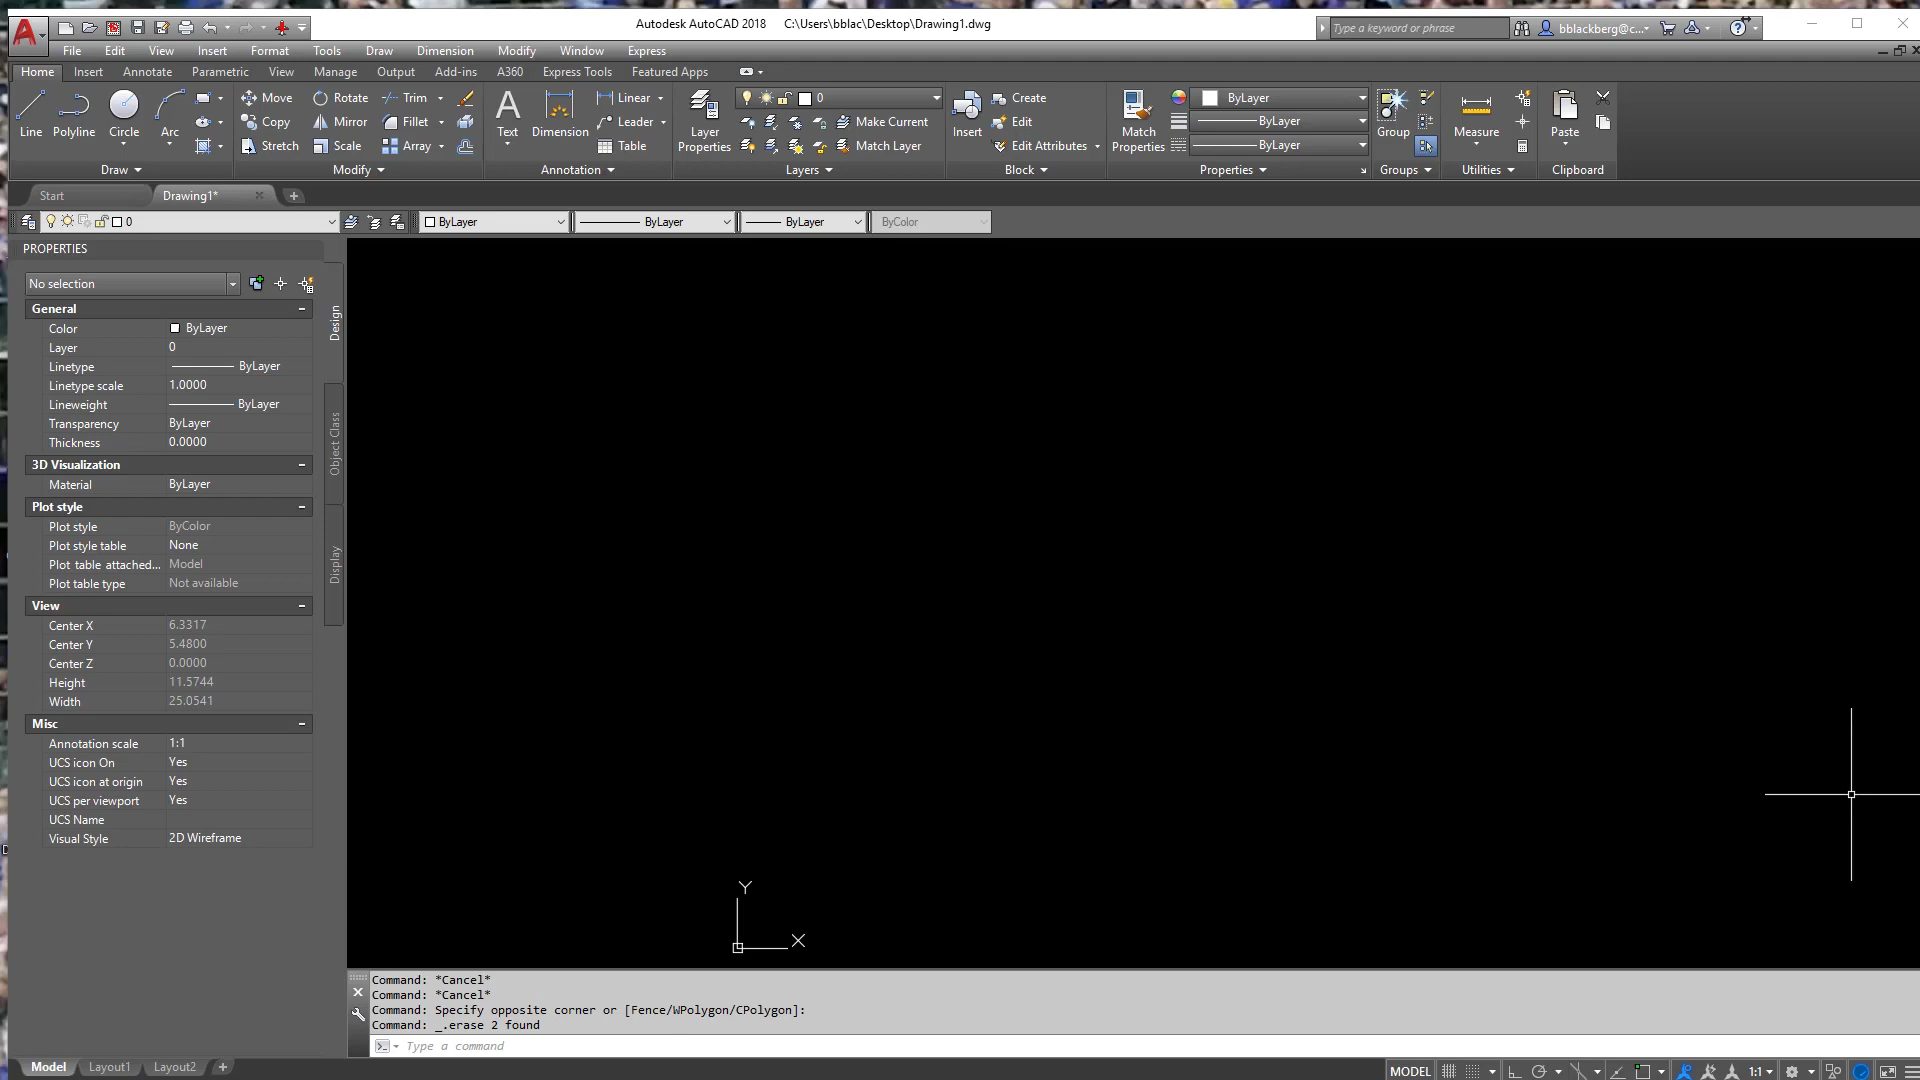 Autodesk AutoCAD 2018 C:\Users\bblac\Desktop\Drawing1.dwg
Type a keyword or phrase
bblackberg@c...
File Edit View Insert Format Tools Draw Dimension Modify Window Express
Home Insert Annotate Parametric View Manage Output Add-ins A360 Express Tools Featured Apps
Line
Polyline
Circle
Arc
Draw
Move
Rotate
Trim
Copy
Mirror
Fillet
Stretch
Scale
Array
Modify
Text
Dimension
Linear
Leader
Table
Annotation
Layer
Properties
0
Make Current
Match Layer
Layers
Insert
Create
Edit
Edit Attributes
Block
Match
Properties
ByLayer
ByLayer
ByLayer
Properties
Group
Groups
Measure
Utilities
Paste
Clipboard
Start Drawing1*
0 ByLayer ByLayer ByLayer ByColor
PROPERTIES
No selection
General
Color ByLayer
Layer 0
Linetype ByLayer
Linetype scale 1.0000
Lineweight ByLayer
Transparency ByLayer
Thickness 0.0000
3D Visualization
Material ByLayer
Plot style
Plot style ByColor
Plot style table None
Plot table attached... Model
Plot table type Not available
View
Center X 6.3317
Center Y 5.4800
Center Z 0.0000
Height 11.5744
Width 25.0541
Misc
Annotation scale 1:1
UCS icon On Yes
UCS icon at origin Yes
UCS per viewport Yes
UCS Name
Visual Style 2D Wireframe
Design
Object Class
Display
Y
X
Command: *Cancel*
Command: *Cancel*
Command: Specify opposite corner or [Fence/WPolygon/CPolygon]:
Command: _.erase 2 found
Type a command
Model Layout1 Layout2
MODEL 1:1